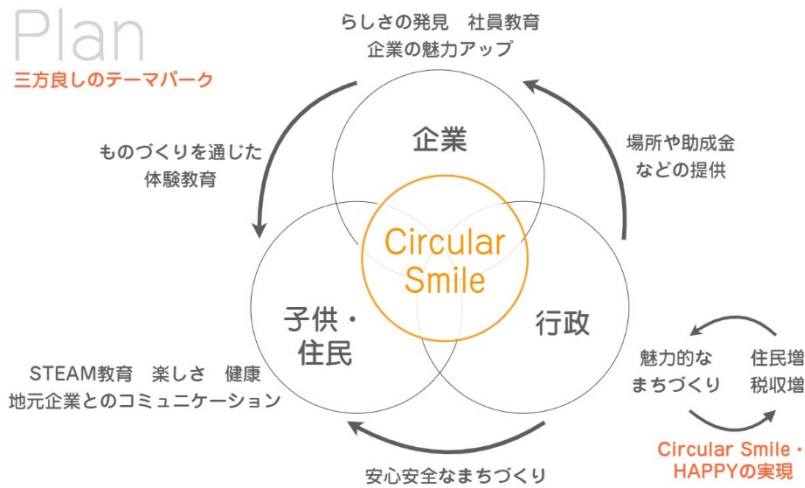 Plan
三方良しのテーマパーク
らしさの発見　社員教育
企業の魅力アップ
企業
ものづくりを通じた
体験教育
場所や助成金
などの提供
Circular
Smile
子供・
住民
行政
STEAM教育　楽しさ　健康
地元企業とのコミュニケーション
魅力的な
まちづくり
住民増
税収増
安心安全なまちづくり
Circular Smile・
HAPPYの実現